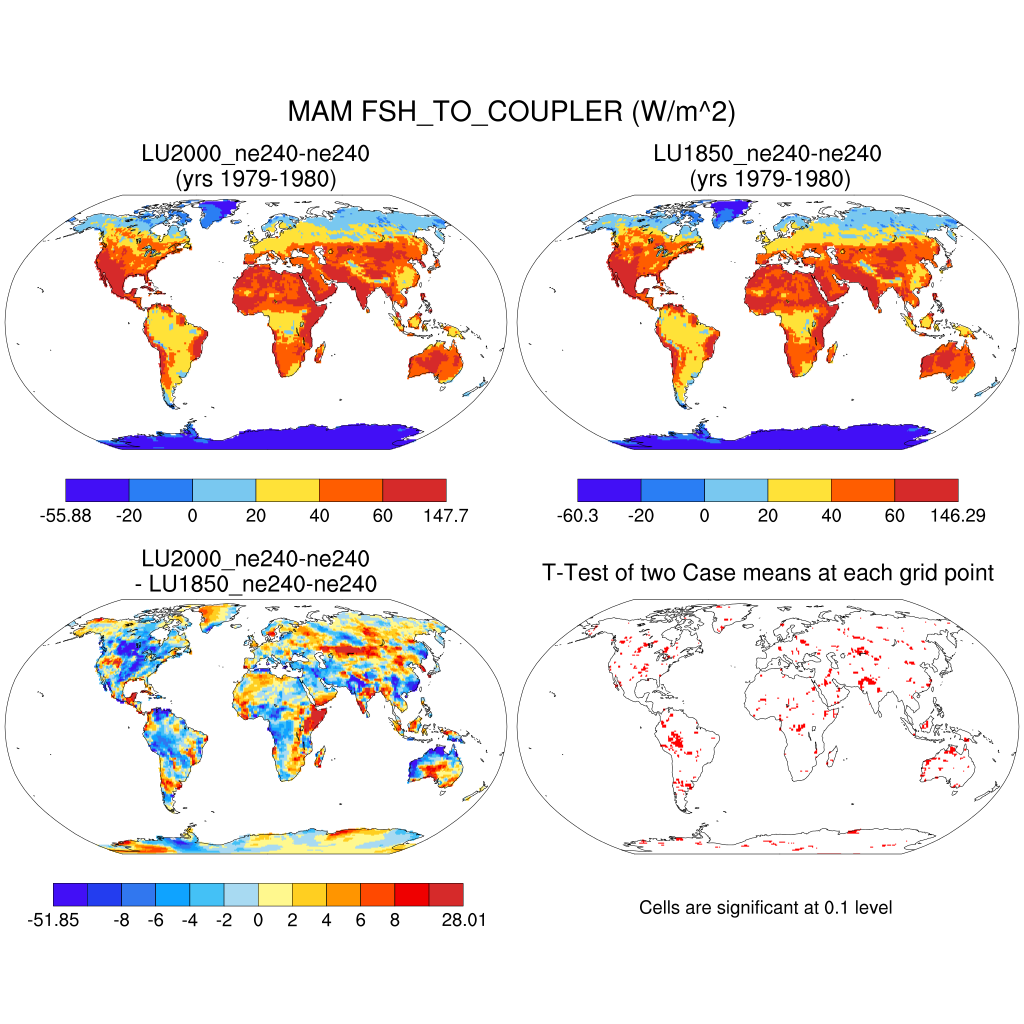 MAM FSH_TO_COUPLER (W/m^2)
LU2000_ne240-ne240
(yrs 1979-1980)
LU1850_ne240-ne240
(yrs 1979-1980)
-55.88 -20 0 20 40 60 147.7
-60.3 -20 0 20 40 60 146.29
LU2000_ne240-ne240
- LU1850_ne240-ne240
T-Test of two Case means at each grid point
-51.85 -8 -6 -4 -2 0 2 4 6 8 28.01
Cells are significant at 0.1 level